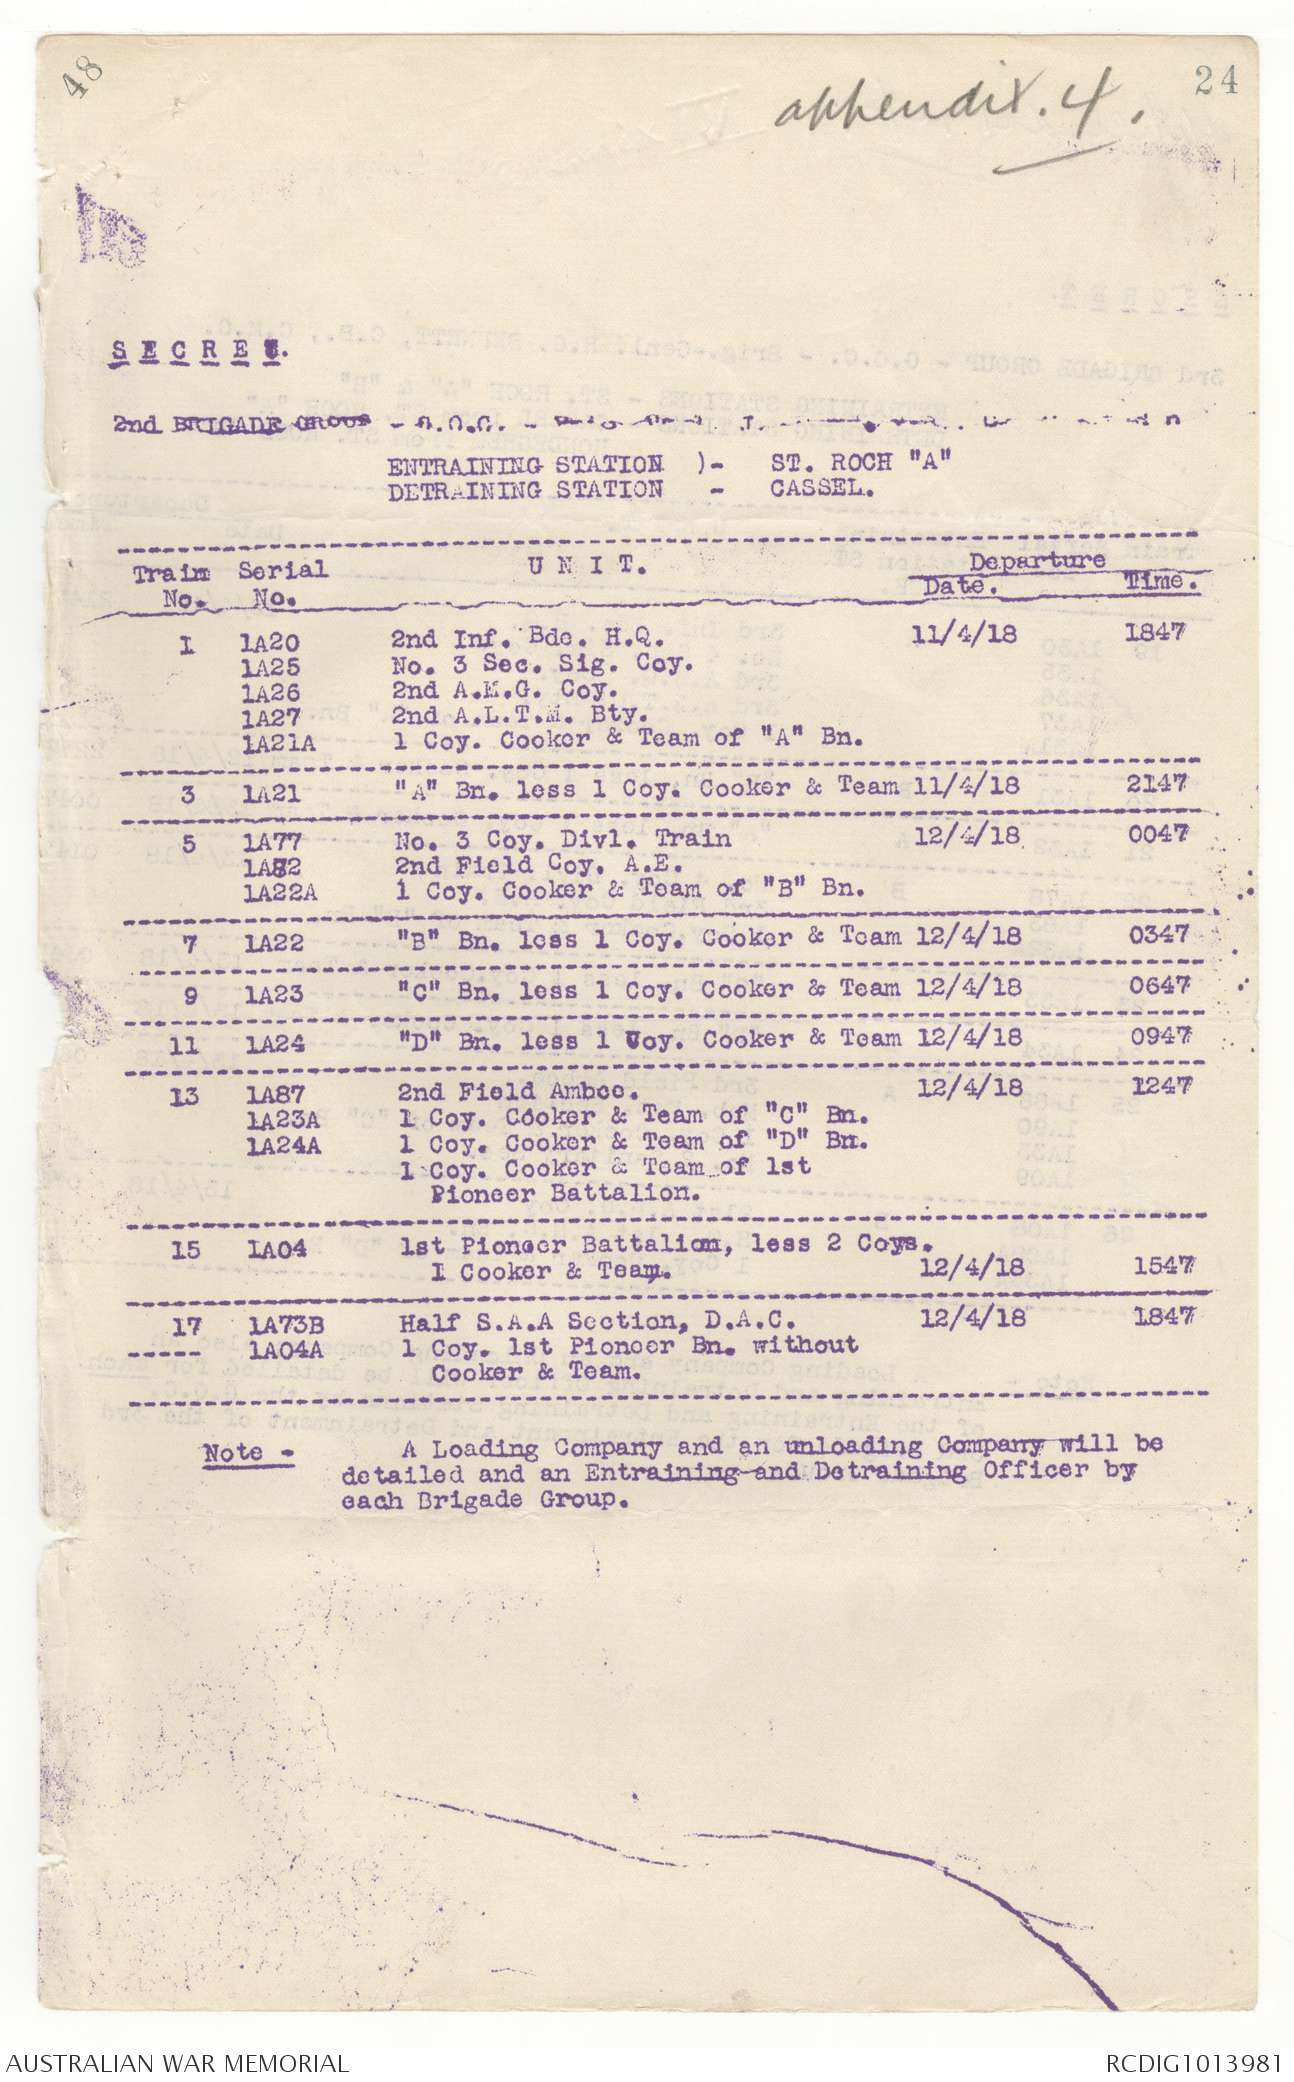 48
24
appendix. 4.
SECRET.
2nd BRIGADE GROUP - G.O.C. -
ENTRAINING STATION )- ST. ROCH "A"
DETRAINING STATION - CASSEL.
Train Serial UNIT. Departure
No. No. Date. Time.
1 1A20 2nd Inf. Bde. H.Q. 11/4/18 1847
1A25 No. 3 Sec. Sig. Coy.
1A26 2nd A.M.G. Coy.
1A27 2nd A.L.T.M. Bty.
1A21A 1 Coy. Cooker & Team of "A" Bn.
3 1A21 "A" Bn. less 1 Coy. Cooker & Team 11/4/18 2147
5 1A77 No. 3 Coy. Divl. Train 12/4/18 0047
1A82 2nd Field Coy. A.E.
1A22A 1 Coy. Cooker & Team of "B" Bn.
7 1A22 "B" Bn. less 1 Coy. Cooker & Team 12/4/18 0347
9 1A23 "C" Bn. less 1 Coy. Cooker & Team 12/4/18 0647
11 1A24 "D" Bn. less 1 Coy. Cooker & Team 12/4/18 0947
13 1A87 2nd Field Ambce. 12/4/18 1247
1A23A 1 Coy. Cooker & Team of "C" Bn.
1A24A 1 Coy. Cooker & Team of "D" Bn.
1 Coy. Cooker & Team of 1st
Pioneer Battalion.
15 1A04 1st Pioneer Battalion, less 2 Coys.
1 Cooker & Team. 12/4/18 1547
17 1A73B Half S.A.A Section, D.A.C. 12/4/18 1847
----- 1A04A 1 Coy. 1st Pioneer Bn. without
Cooker & Team.
Note - A Loading Company and an unloading Company will be
detailed and an Entraining and Detraining Officer by
each Brigade Group.
AUSTRALIAN WAR MEMORIAL
RCDIG1013981